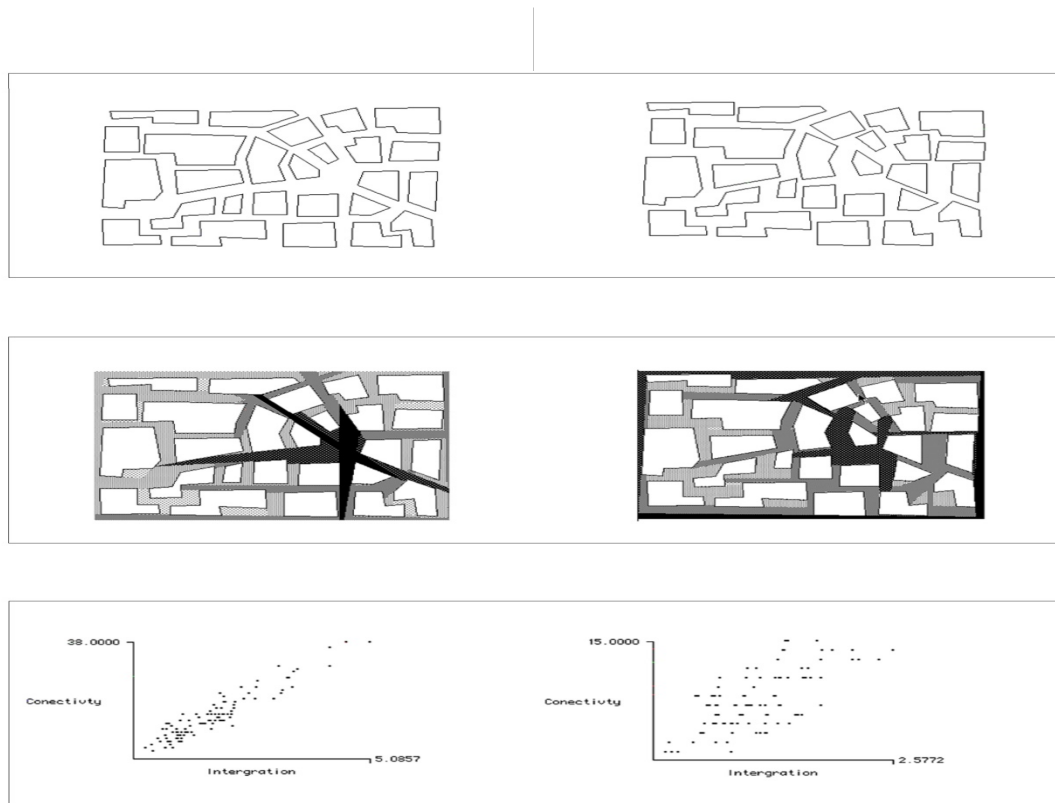 38.0000
Conectivty
5.0857
Intergration
15.0000
Conectivty
2.5772
Intergration